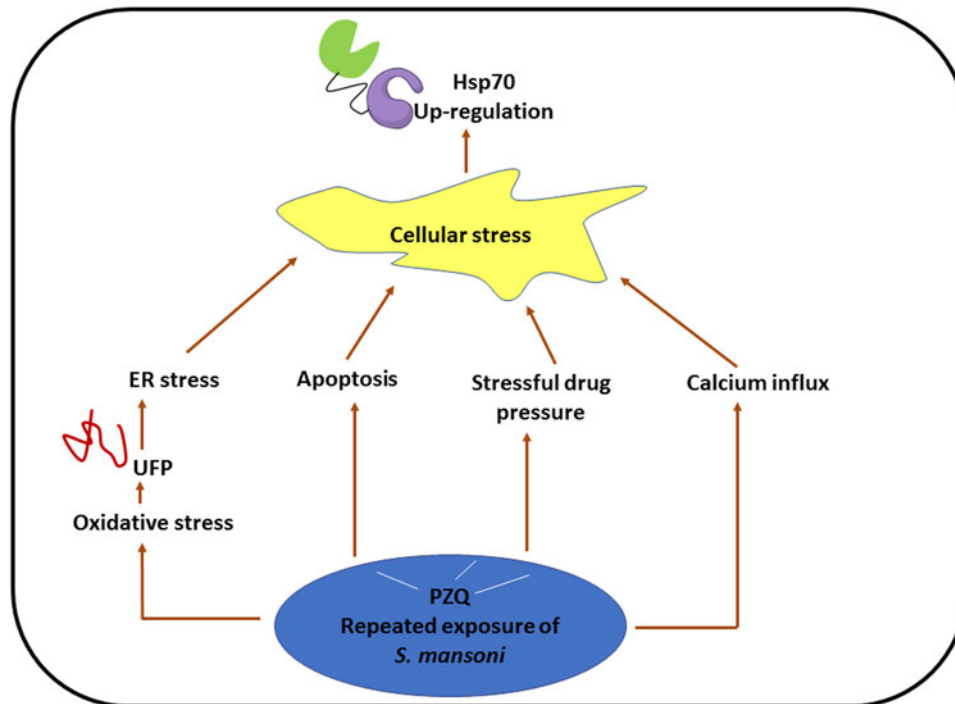 Hsp70
Up-regulation
Cellular stress
ER stress
Apoptosis
Stressful drug
pressure
Calcium influx
UFP
Oxidative stress
PZQ
Repeated exposure of
S. mansoni